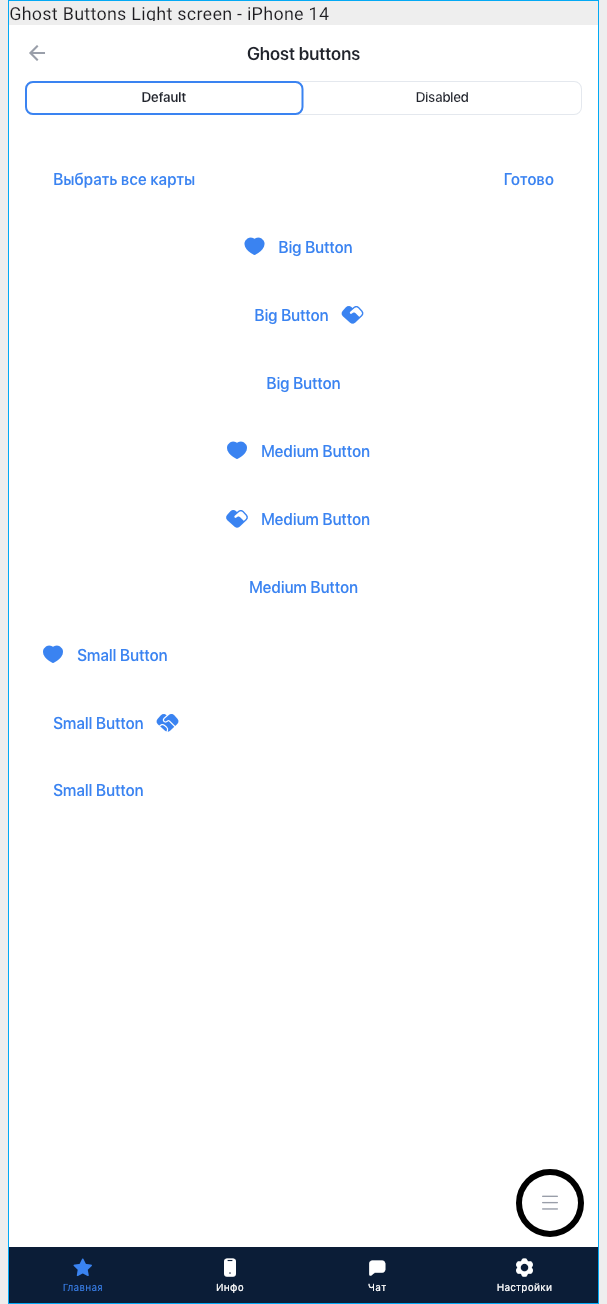 Ghost Buttons Light screen - iPhone 14
Ghost buttons
Default Disabled
Выбрать все карты Готово
Big Button
Big Button
Big Button
Medium Button
Medium Button
Medium Button
Small Button
Small Button
Small Button
Главная Инфо Чат Настройки